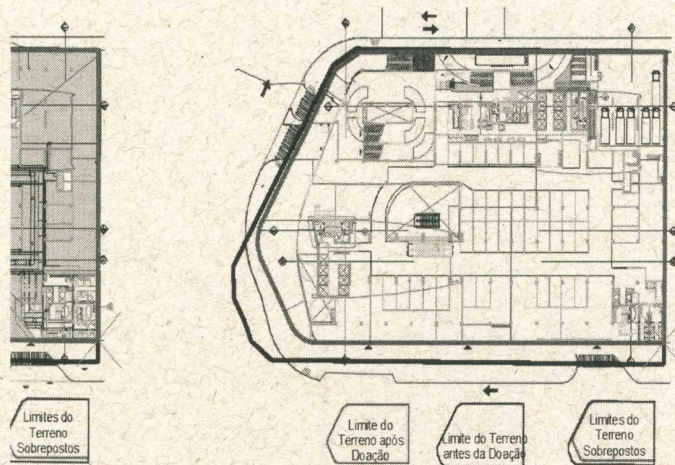 Limites do
Terreno
Sobrepostos
Limite do
Terreno após
Doação
Limite do Terreno
antes da Doação
Limites do
Terreno
Sobrepostos